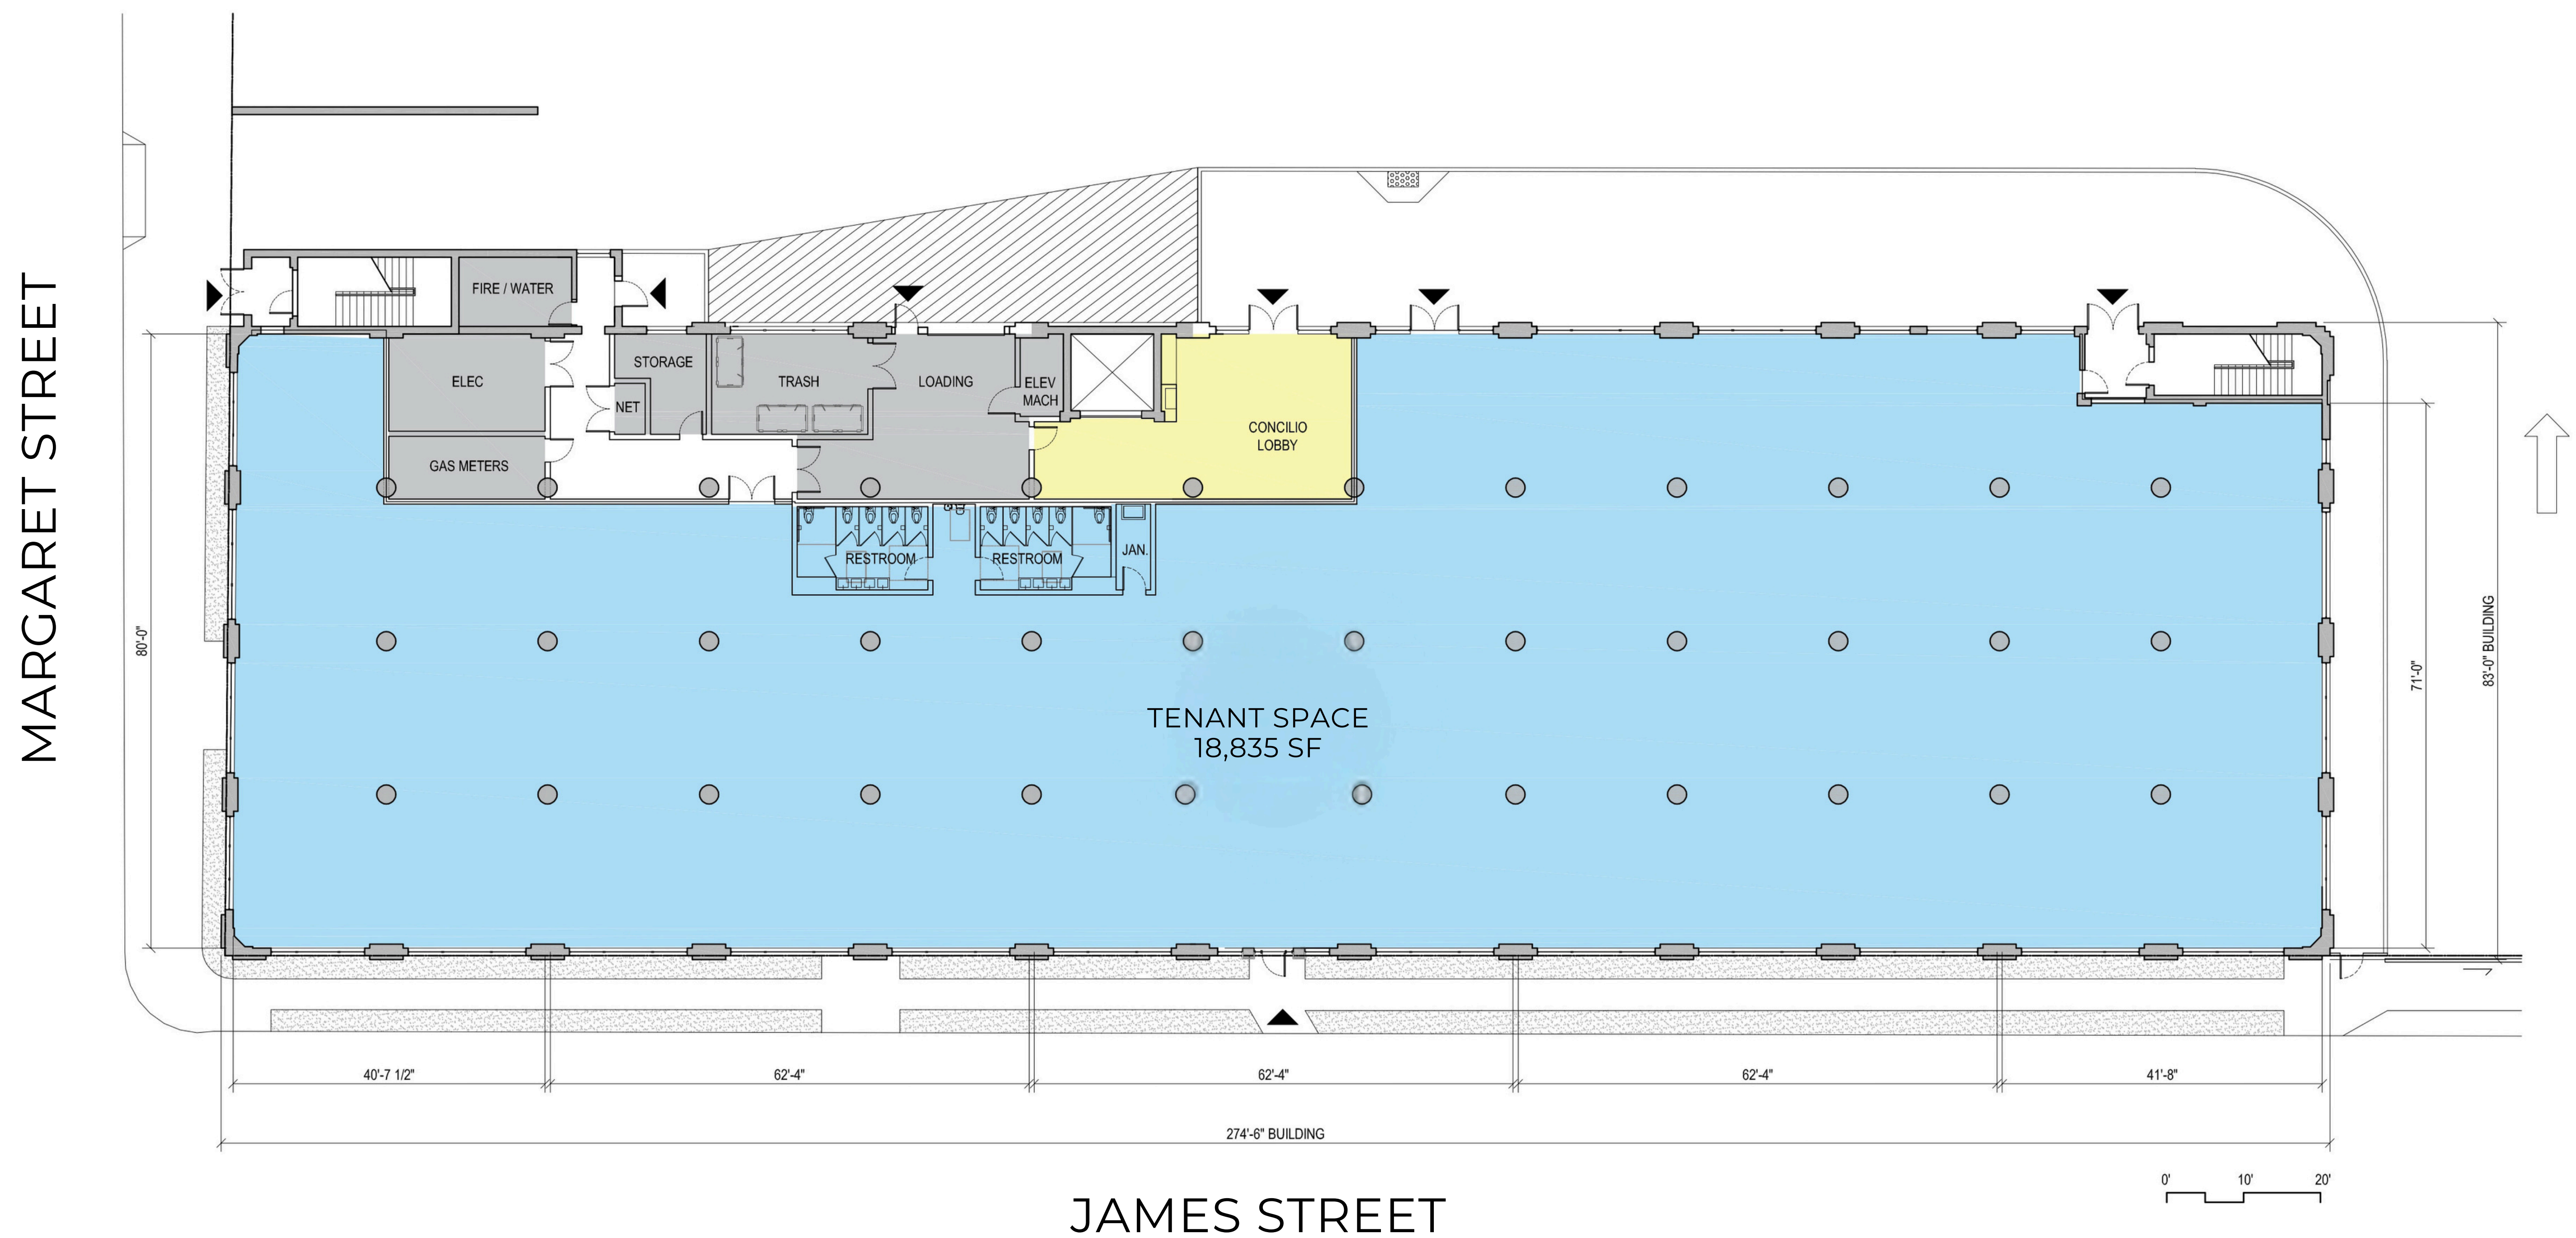 MARGARET STREET
FIRE / WATER
ELEC
STORAGE
NET
TRASH
LOADING
ELEV
MACH
GAS METERS
CONCILIO
LOBBY
RESTROOM
RESTROOM
JAN.
TENANT SPACE
18,835 SF
80'-0"
71'-0"
83'-0" BUILDING
40'-7 1/2"
62'-4"
62'-4"
62'-4"
41'-8"
274'-6" BUILDING
0' 10' 20'
JAMES STREET